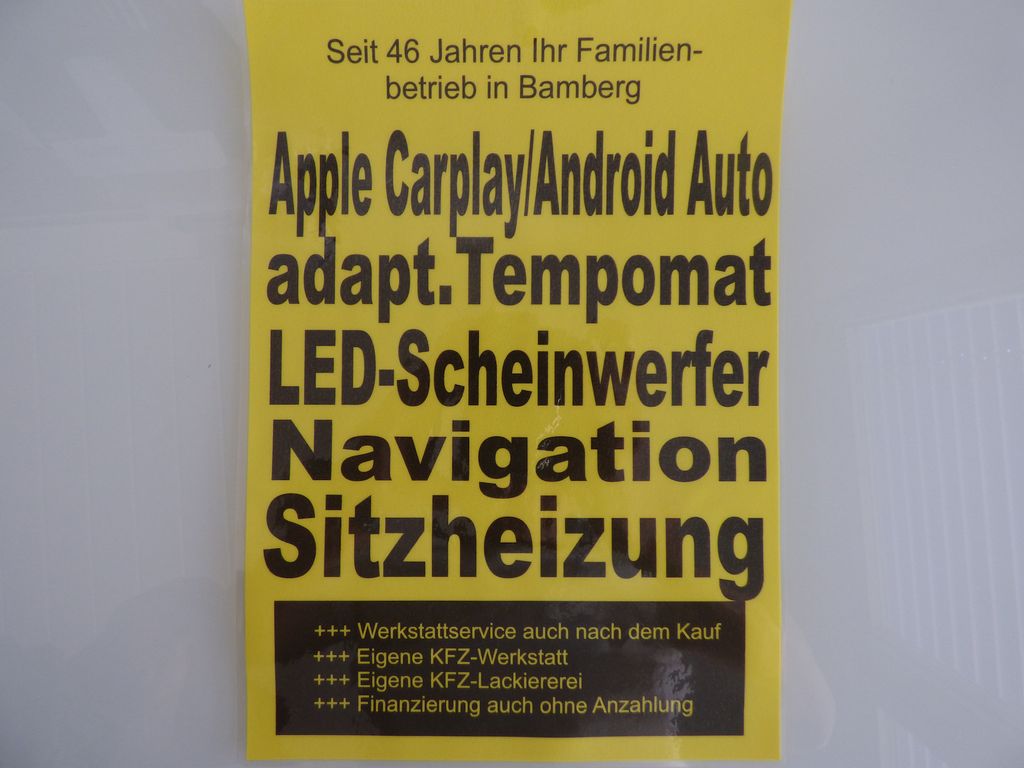 Seit 46 Jahren Ihr Familien-
betrieb in Bamberg
Apple Carplay/Android Auto
adapt.Tempomat
LED-Scheinwerfer
Navigation
Sitzheizung
+++ Werkstattservice auch nach dem Kauf
+++ Eigene KFZ-Werkstatt
+++ Eigene KFZ-Lackiererei
+++ Finanzierung auch ohne Anzahlung